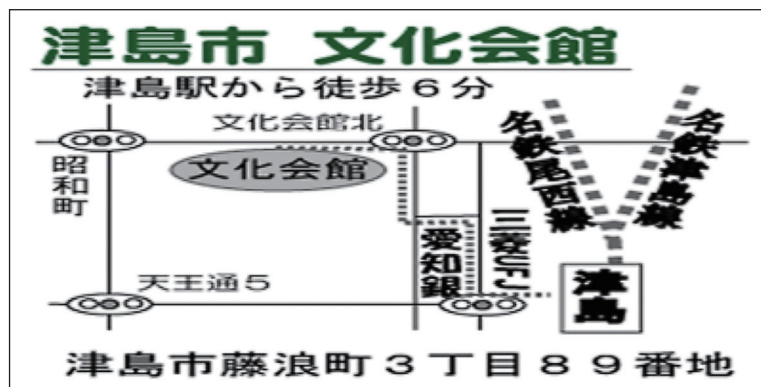 津島市 文化会館
津島駅から徒歩６分
文化会館北
昭和町
文化会館
名鉄尾西線
名鉄津島線
愛知銀
三菱UFJ
津島
天王通５
津島市藤浪町３丁目８９番地